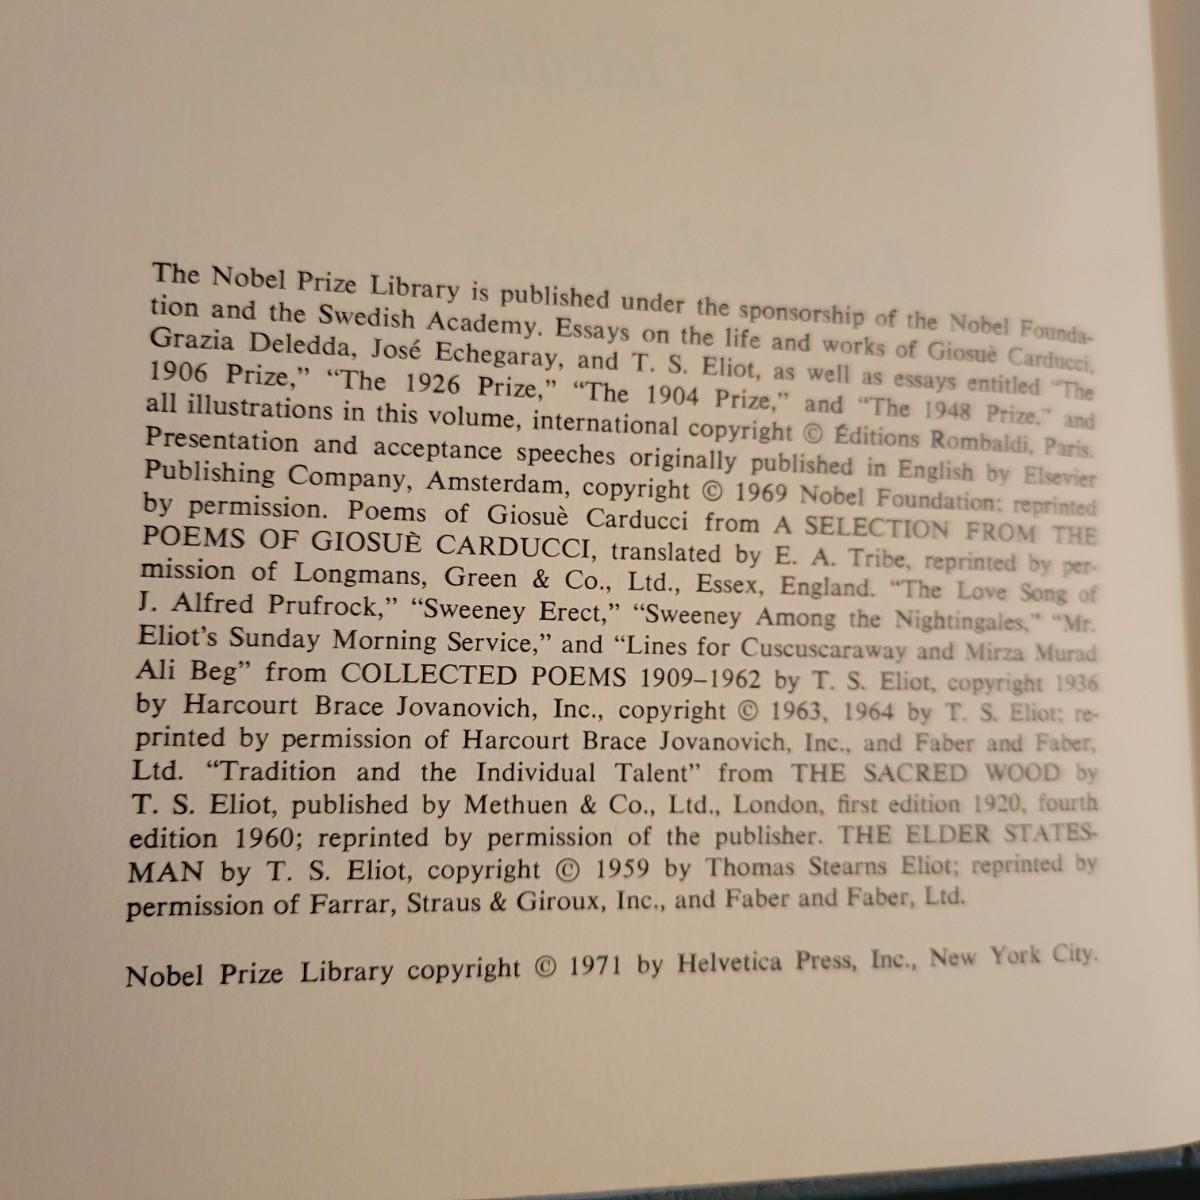 The Nobel Prize Library is published under the sponsorship of the Nobel Founda-
tion and the Swedish Academy. Essays on the life and works of Giosuè Carducci,
Grazia Deledda, José Echegaray, and T. S. Eliot, as well as essays entitled “The
1906 Prize,” “The 1926 Prize,” “The 1904 Prize,” and “The 1948 Prize,” and
all illustrations in this volume, international copyright © Éditions Rombaldi, Paris.
Presentation and acceptance speeches originally published in English by Elsevier
Publishing Company, Amsterdam, copyright © 1969 Nobel Foundation; reprinted
by permission. Poems of Giosuè Carducci from A SELECTION FROM THE
POEMS OF GIOSUÈ CARDUCCI, translated by E. A. Tribe, reprinted by per-
mission of Longmans, Green & Co., Ltd., Essex, England. “The Love Song of
J. Alfred Prufrock,” “Sweeney Erect,” “Sweeney Among the Nightingales,” “Mr.
Eliot’s Sunday Morning Service,” and “Lines for Cuscuscaraway and Mirza Murad
Ali Beg” from COLLECTED POEMS 1909–1962 by T. S. Eliot, copyright 1936
by Harcourt Brace Jovanovich, Inc., copyright © 1963, 1964 by T. S. Eliot; re-
printed by permission of Harcourt Brace Jovanovich, Inc., and Faber and Faber,
Ltd. “Tradition and the Individual Talent” from THE SACRED WOOD by
T. S. Eliot, published by Methuen & Co., Ltd., London, first edition 1920, fourth
edition 1960; reprinted by permission of the publisher. THE ELDER STATES-
MAN by T. S. Eliot, copyright © 1959 by Thomas Stearns Eliot; reprinted by
permission of Farrar, Straus & Giroux, Inc., and Faber and Faber, Ltd.
Nobel Prize Library copyright © 1971 by Helvetica Press, Inc., New York City.